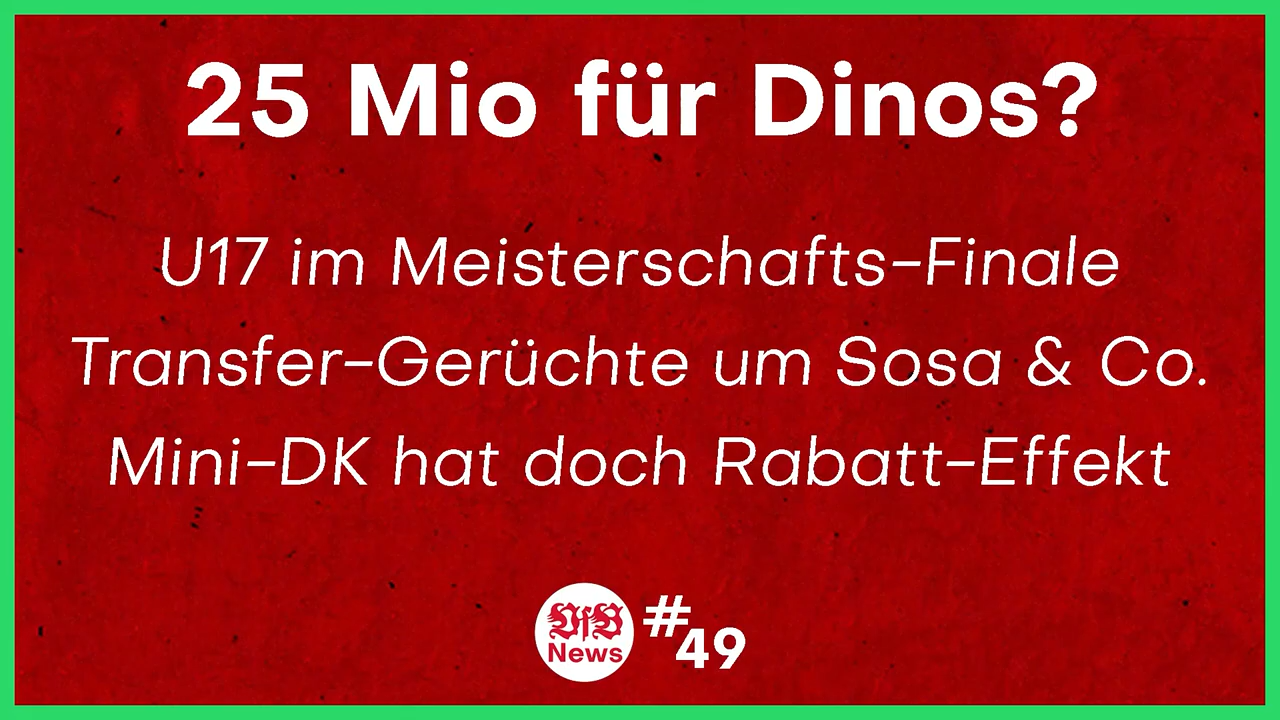 25 Mio für Dinos?
U17 im Meisterschafts-Finale
Transfer-Gerüchte um Sosa & Co.
Mini-DK hat doch Rabatt-Effekt
VfB
News
#49